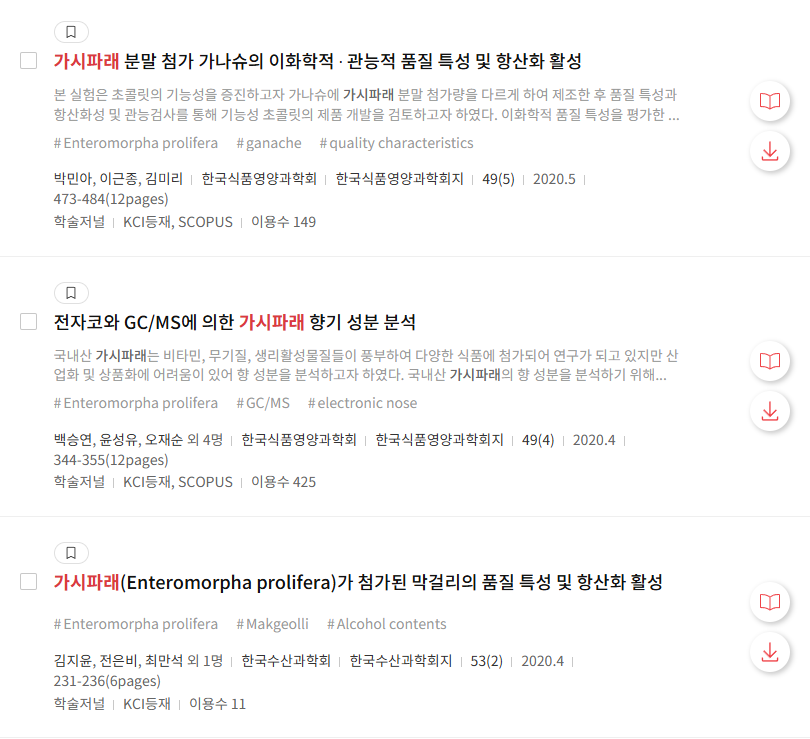 가시파래 분말 첨가 가나슈의 이화학적 · 관능적 품질 특성 및 항산화 활성
본 실험은 초콜릿의 기능성을 증진하고자 가나슈에 가시파래 분말 첨가량을 다르게 하여 제조한 후 품질 특성과
항산화성 및 관능검사를 통해 기능성 초콜릿의 제품 개발을 검토하고자 하였다. 이화학적 품질 특성을 평가한 ...
# Enteromorpha prolifera # ganache # quality characteristics
박민아, 이근종, 김미리 | 한국식품영양과학회 | 한국식품영양과학회지 | 49(5) | 2020.5 |
473-484(12pages)
학술저널 | KCI등재, SCOPUS | 이용수 149
전자코와 GC/MS에 의한 가시파래 향기 성분 분석
국내산 가시파래는 비타민, 무기질, 생리활성물질들이 풍부하여 다양한 식품에 첨가되어 연구가 되고 있지만 산
업화 및 상품화에 어려움이 있어 향 성분을 분석하고자 하였다. 국내산 가시파래의 향 성분을 분석하기 위해...
# Enteromorpha prolifera # GC/MS # electronic nose
백승연, 윤성유, 오재순 외 4명 | 한국식품영양과학회 | 한국식품영양과학회지 | 49(4) | 2020.4 |
344-355(12pages)
학술저널 | KCI등재, SCOPUS | 이용수 425
가시파래(Enteromorpha prolifera)가 첨가된 막걸리의 품질 특성 및 항산화 활성
# Enteromorpha prolifera # Makgeolli # Alcohol contents
김지윤, 전은비, 최만석 외 1명 | 한국수산과학회 | 한국수산과학회지 | 53(2) | 2020.4 |
231-236(6pages)
학술저널 | KCI등재 | 이용수 11